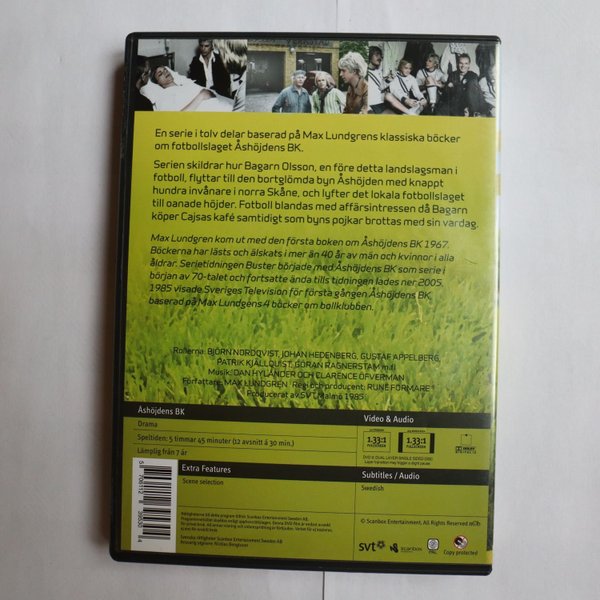 En serie i tolv delar baserad på Max Lundgrens klassiska böcker
om fotbollslaget Åshöjdens BK.
Serien skildrar hur Bagarn Olsson, en före detta landslagsman i
fotboll, flyttar till den bortglömda byn Åshöjden med knappt
hundra invånare i norra Skåne, och lyfter det lokala fotbollslaget
till oanade höjder. Fotboll blandas med affärsintressen då Bagarn
köper Cajsas kafé samtidigt som byns pojkar brottas med sin vardag.
Max Lundgren kom ut med den första boken om Åshöjdens BK 1967.
Böckerna har lästs och älskats i mer än 40 år av män och kvinnor i alla
åldrar. Serietidningen Buster började med Åshöjdens BK som serie i
början av 70-talet och fortsatte ända tills tidningen lades ner 2005.
1985 visade Sveriges Television för första gången Åshöjdens BK,
baserad på Max Lundgens 4 böcker om bollklubben.
Rollerna: BJÖRN NORDQVIST, JOHAN HEDENBERG, GUSTAF APPELBERG,
PATRIK KJÄLLQUIST, GÖRAN RAGNERSTAM m.fl
Musik: DAN HYLANDER OCH CLARENCE ÖFVERMAN
Författare: MAX LUNDGREN Regi och producent: RUNE FORMARE
Producerat av SVT Malmö 1985
Åshöjdens BK
Drama
Speltiden: 5 timmar 45 minuter (12 avsnitt á 30 min.)
Lämplig från 7 år
Video & Audio
1.33:1
1.33:1
DOLBY
Extra Features
Scene selection
Subtitles / Audio
Swedish
© Scanbox Entertainment. All Rights Reserved
svt
scanbox
PAL
Copy protected